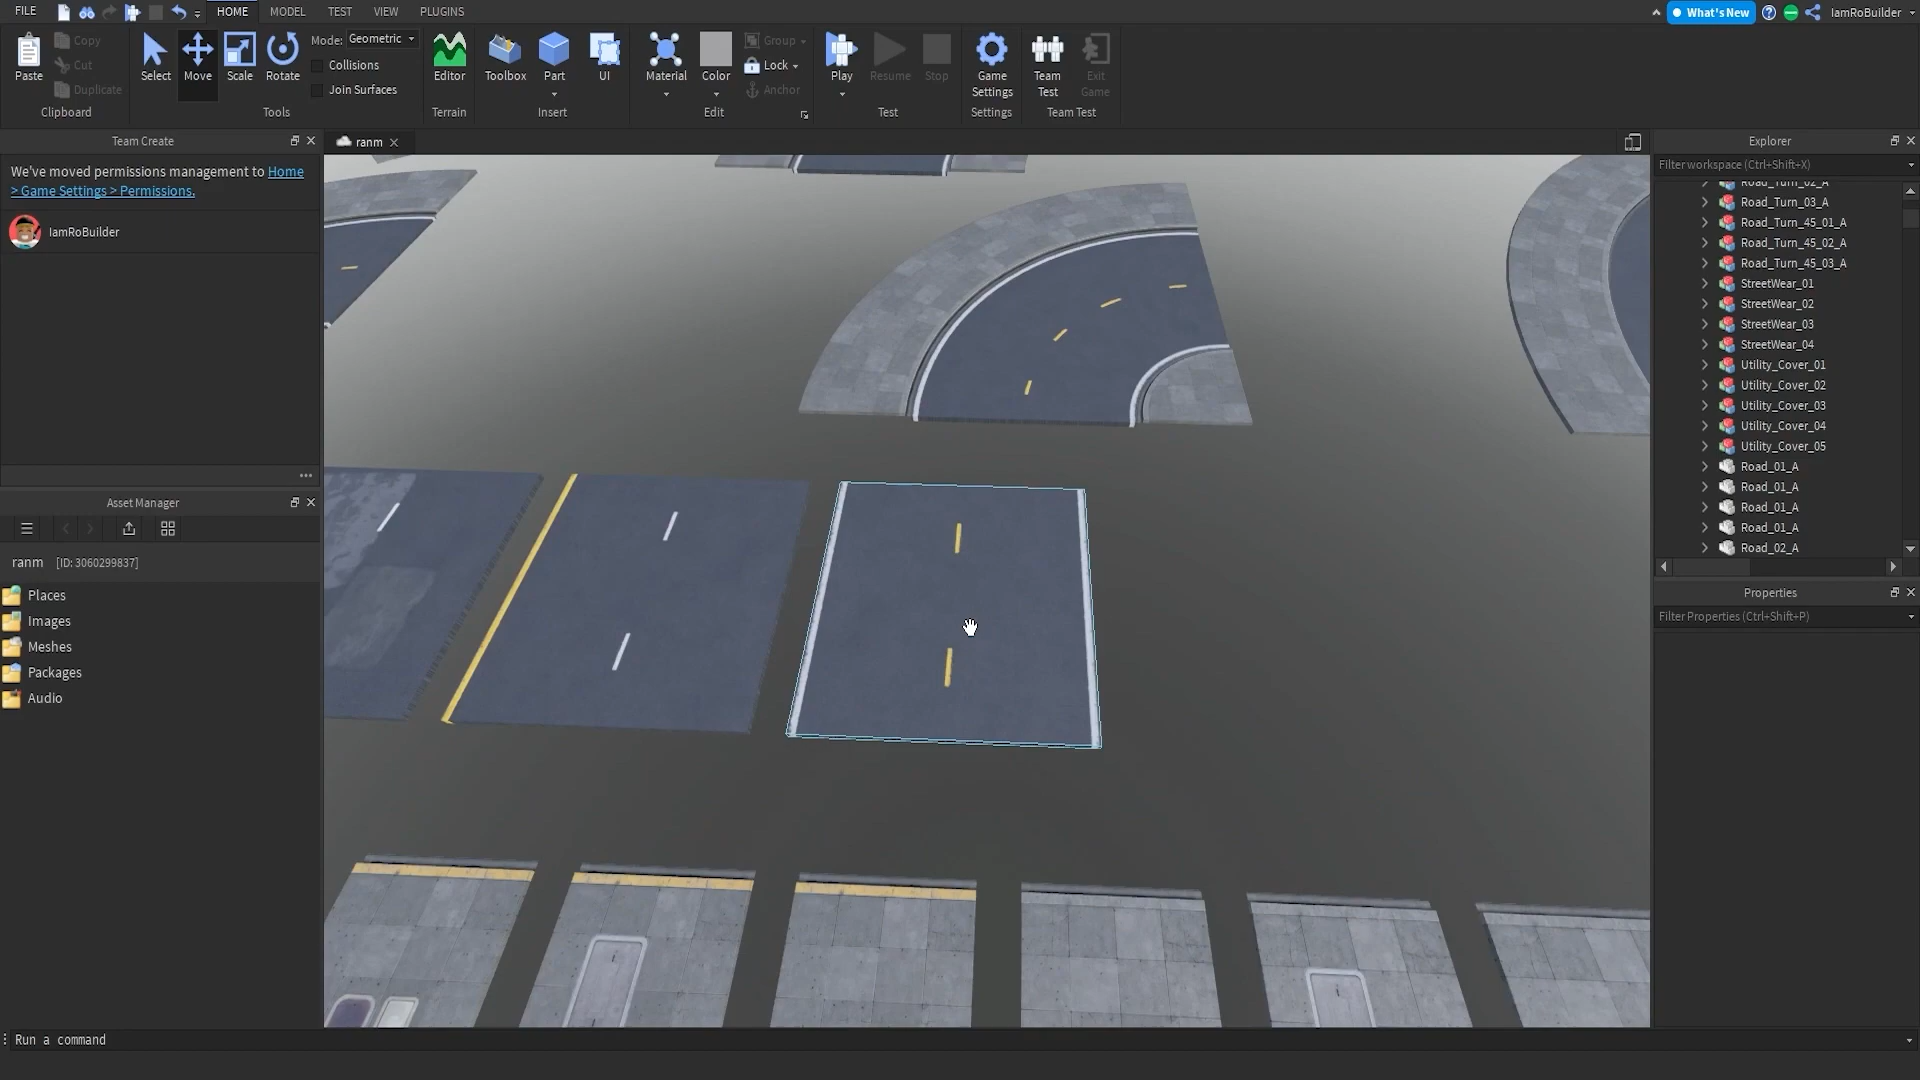 FILE HOME MODEL TEST VIEW PLUGINS What's New IamRoBuilder
Paste Copy Cut Duplicate Clipboard
Select Move Scale Rotate Mode: Geometric Collisions Join Surfaces Tools
Editor Terrain
Toolbox Part UI Insert
Material Color Group Lock Anchor Edit
Play Resume Stop Test
Game Settings Settings
Team Test Exit Game Team Test
Team Create
We've moved permissions management to Home
> Game Settings > Permissions.
IamRoBuilder
Asset Manager
ranm [ID: 3060299837]
Places
Images
Meshes
Packages
Audio
ranm
Explorer
Filter workspace (Ctrl+Shift+X)
Road_Turn_02_A
Road_Turn_03_A
Road_Turn_45_01_A
Road_Turn_45_02_A
Road_Turn_45_03_A
StreetWear_01
StreetWear_02
StreetWear_03
StreetWear_04
Utility_Cover_01
Utility_Cover_02
Utility_Cover_03
Utility_Cover_04
Utility_Cover_05
Road_01_A
Road_01_A
Road_01_A
Road_01_A
Road_02_A
Properties
Filter Properties (Ctrl+Shift+P)
Run a command